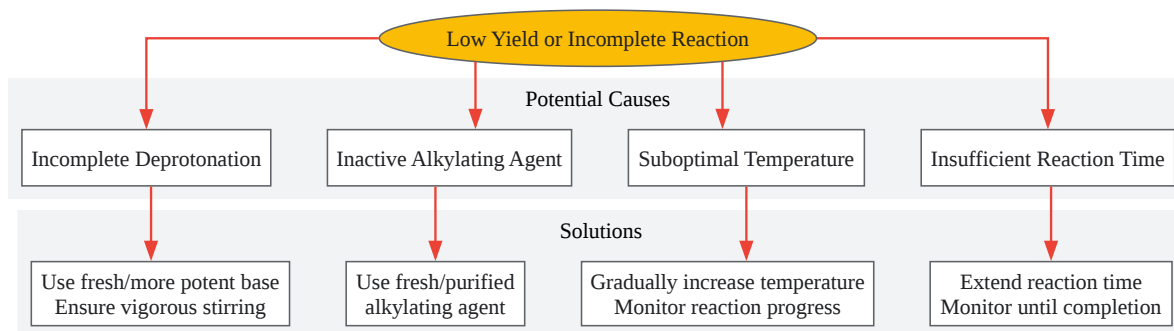 Low Yield or Incomplete Reaction
Potential Causes
Incomplete Deprotonation
Inactive Alkylating Agent
Suboptimal Temperature
Insufficient Reaction Time
Solutions
Use fresh/more potent base
Ensure vigorous stirring
Use fresh/purified
alkylating agent
Gradually increase temperature
Monitor reaction progress
Extend reaction time
Monitor until completion